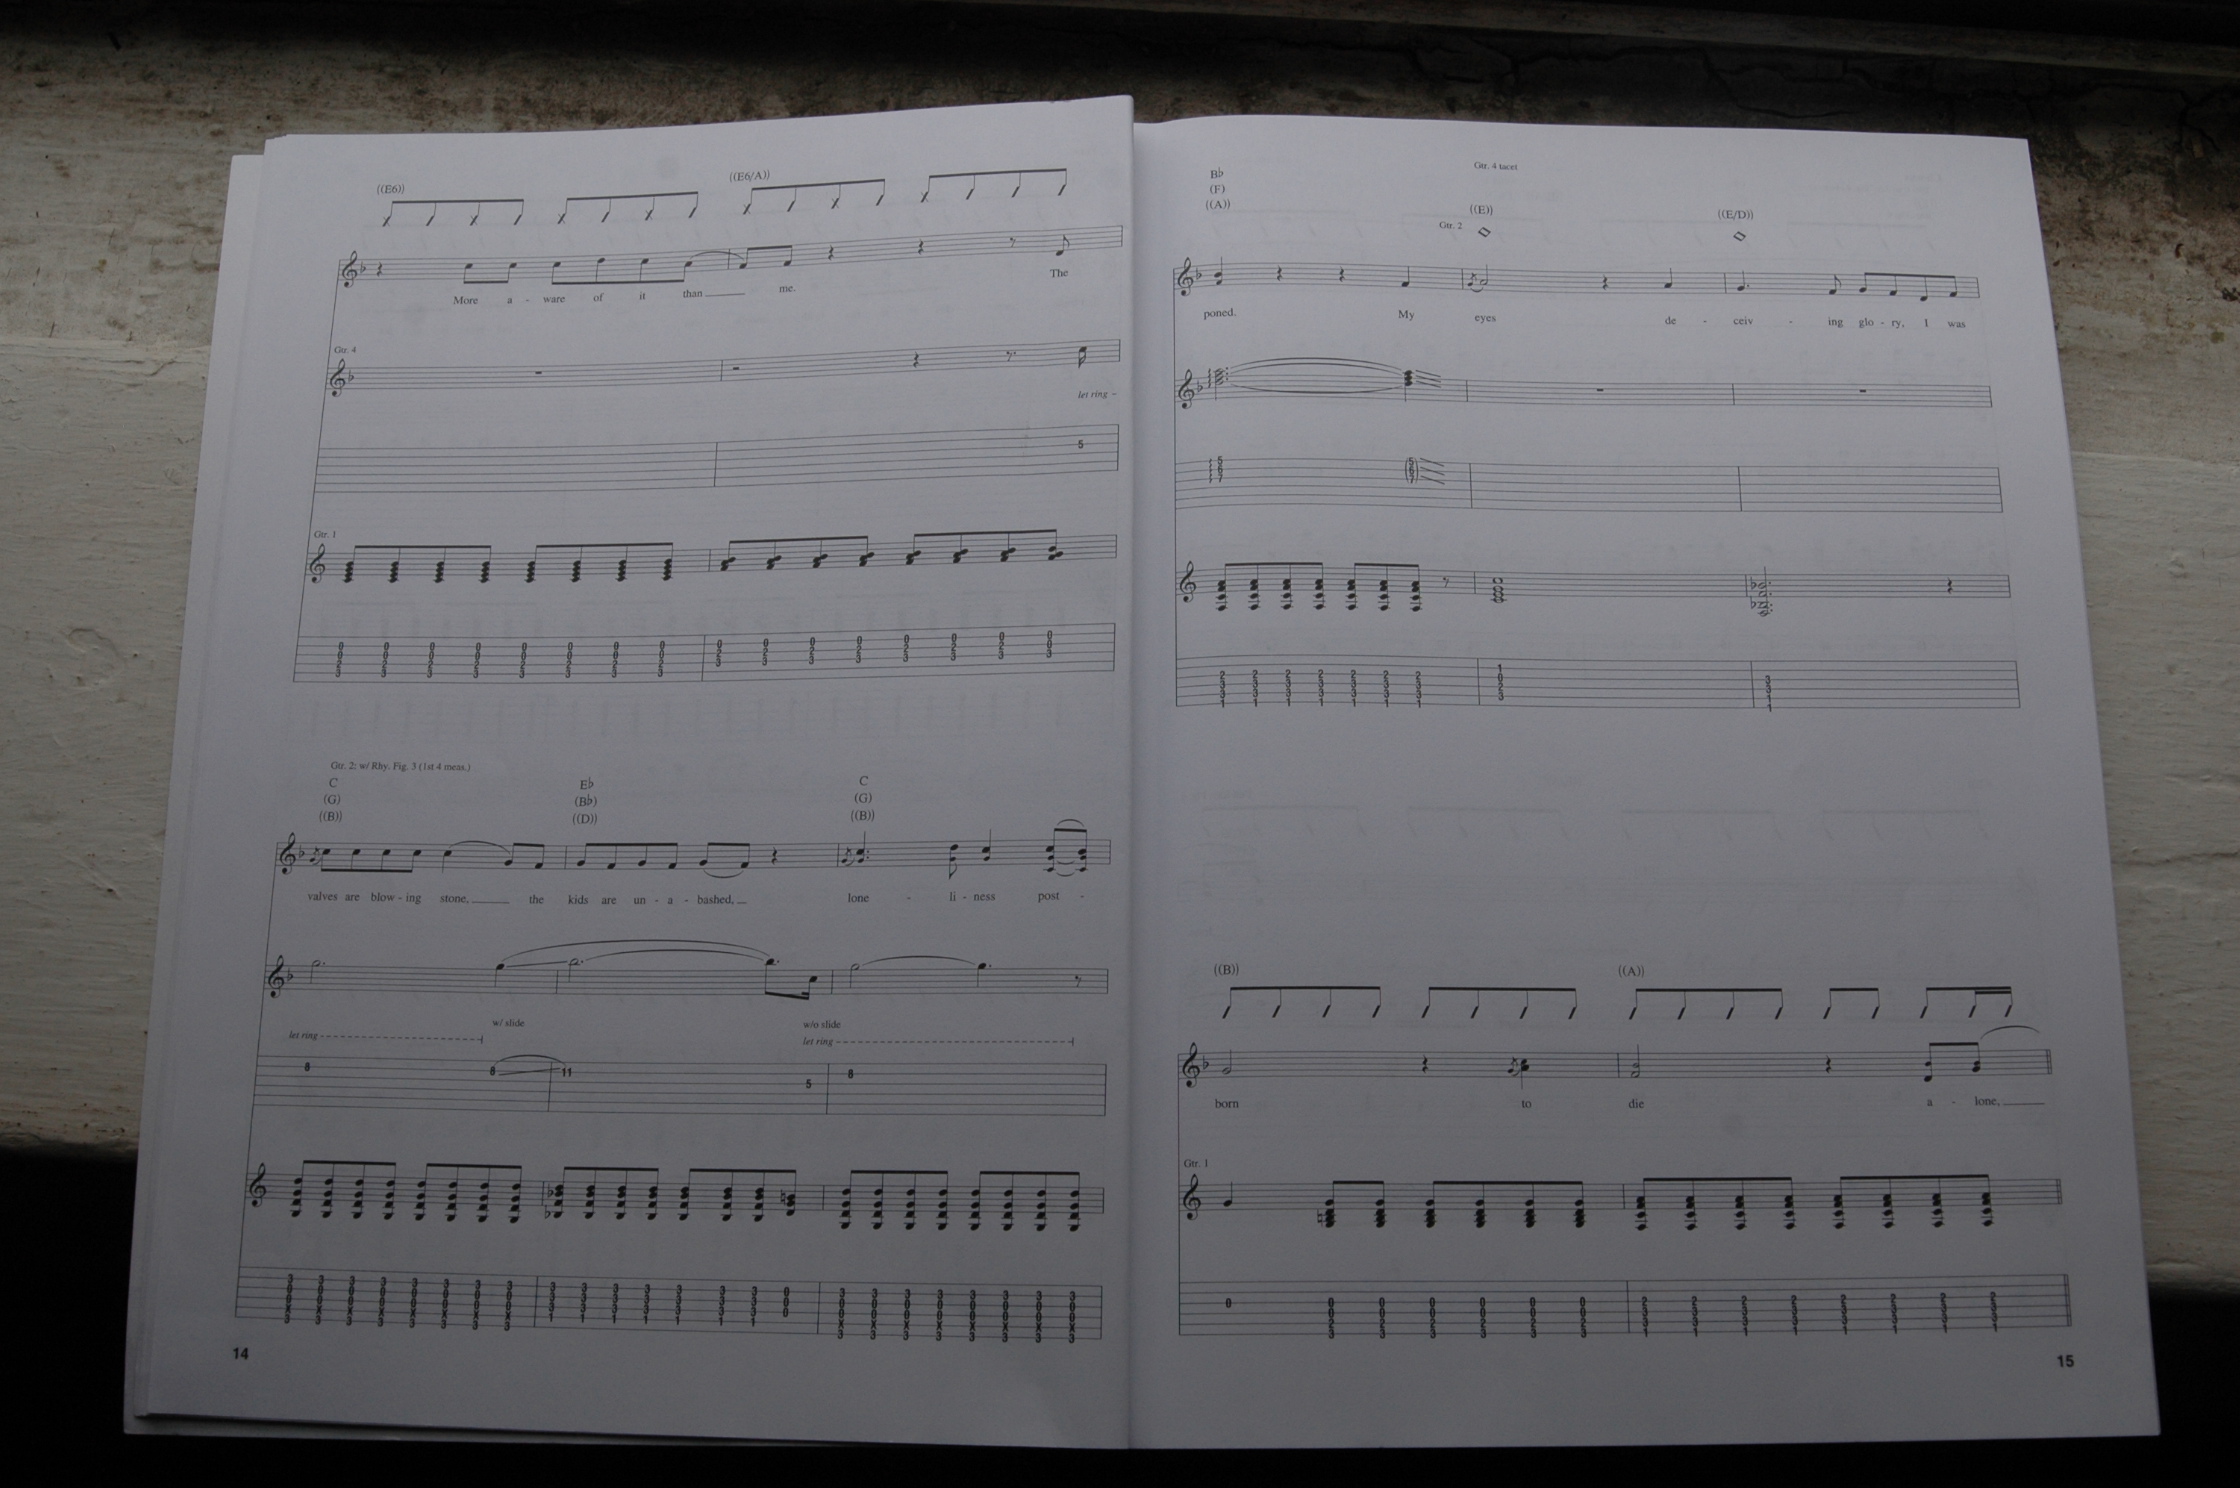 ((E6)) ((E6/A))
More a - ware of it than me. The
Gtr. 4
let ring -
5
Gtr. 1
Gtr. 2: w/ Rhy. Fig. 3 (1st 4 meas.)
C E♭ C
(G) (B♭) (G)
((B)) ((D)) ((B))
valves are blow - ing stone, the kids are un - a - bashed, lone - li - ness post -
w/ slide w/o slide
let ring let ring
8 8 11 5 8
14
Gtr. 4 tacet
B♭
(F)
((A)) ((E)) ((E/D))
Gtr. 2
poned. My eyes de - ceiv - ing glo - ry, I was
((B)) ((A))
born to die a - lone,
Gtr. 1
15